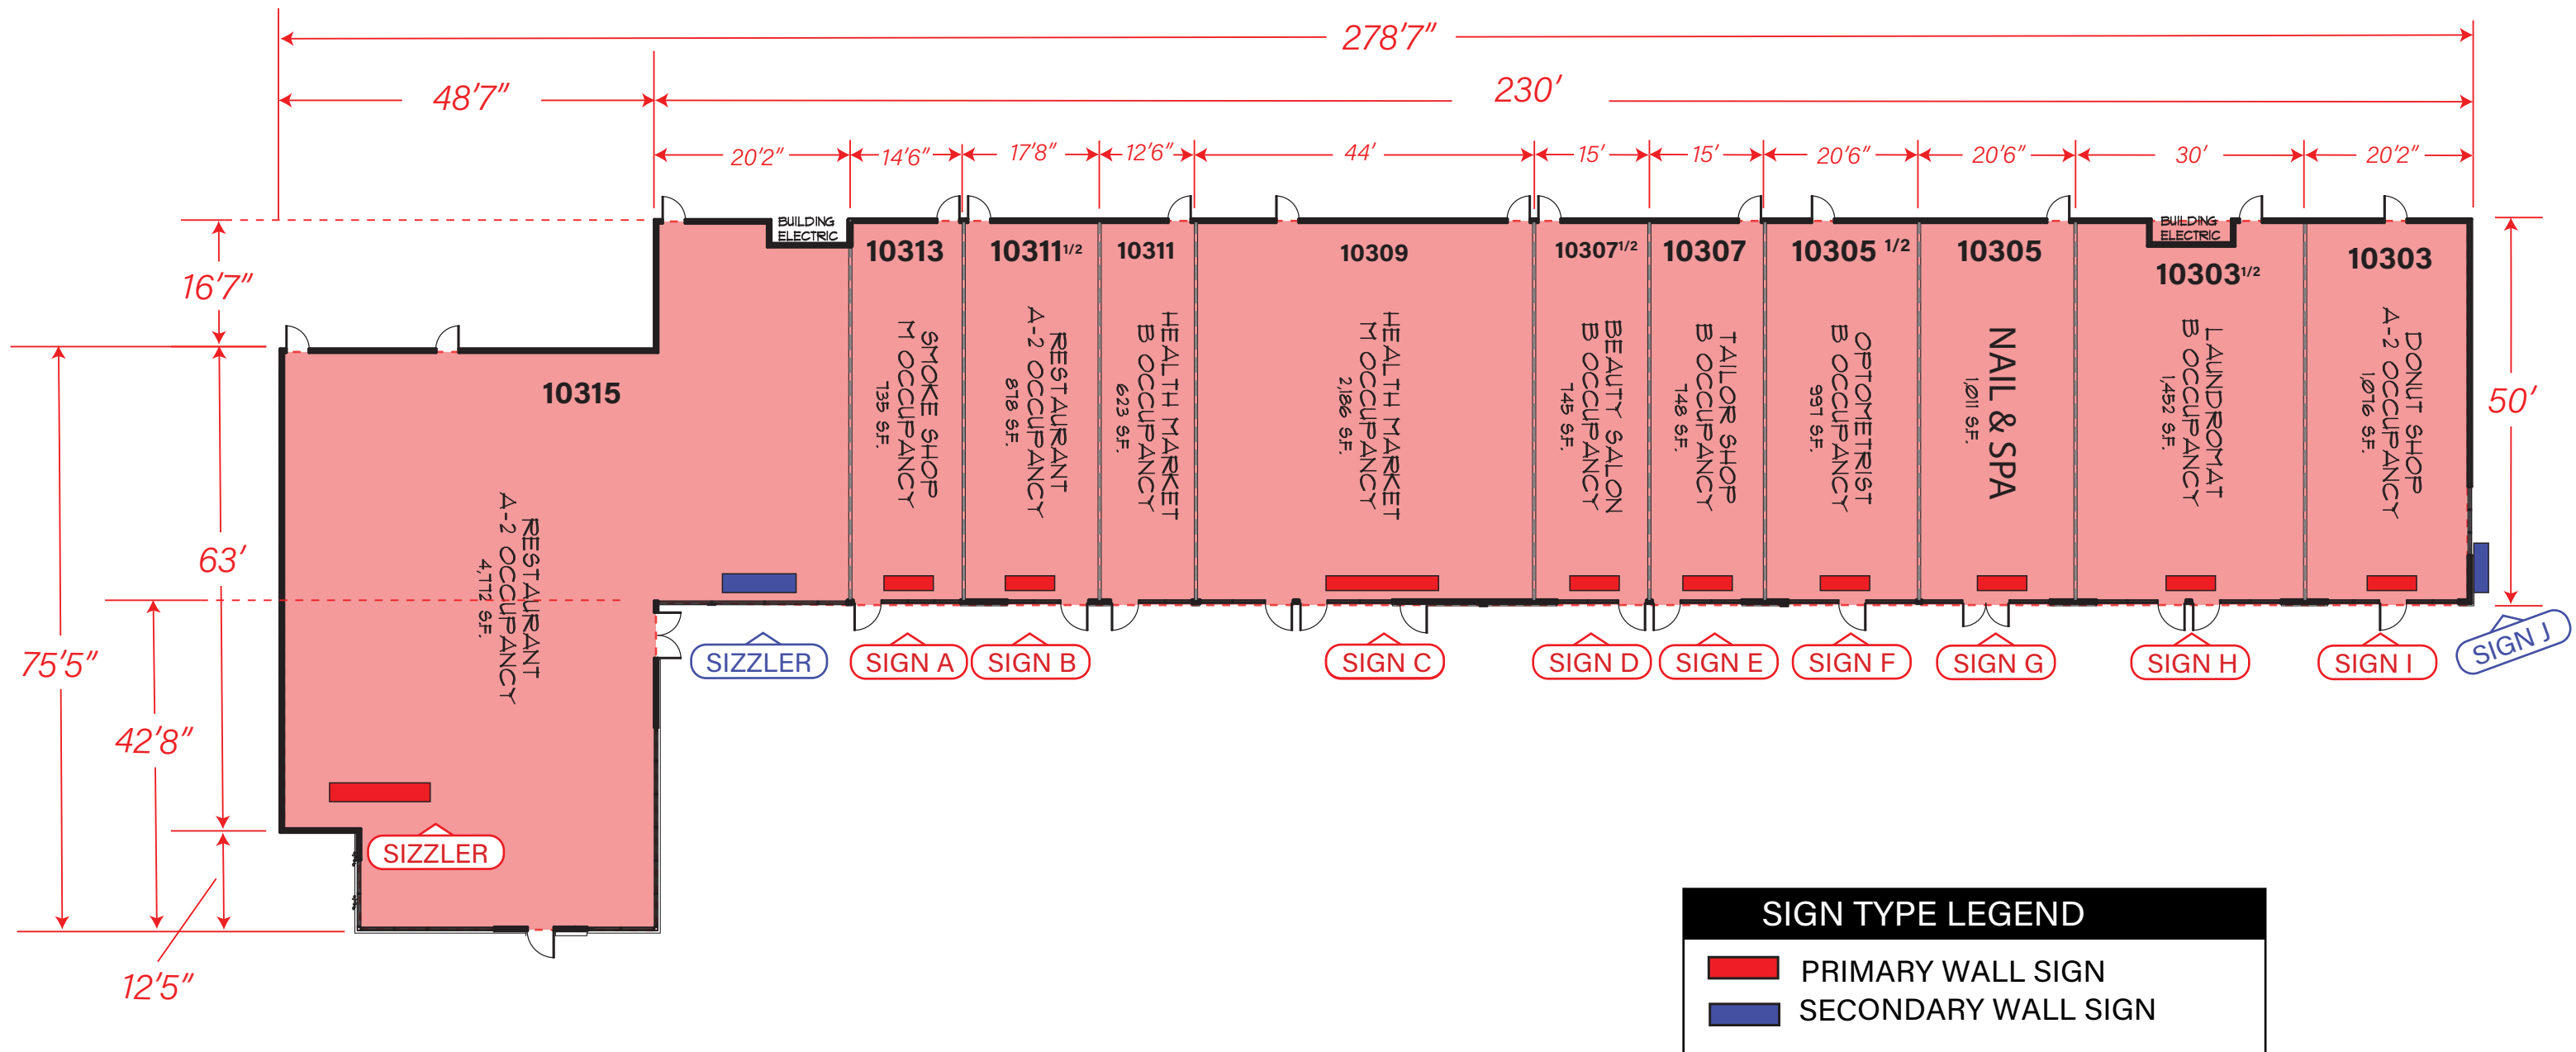 278'7"
48'7"
230'
20'2"
14'6"
17'8"
12'6"
44'
15'
15'
20'6"
20'6"
30'
20'2"
BUILDING
ELECTRIC
BUILDING
ELECTRIC
10313
10311 1/2
10311
10309
10307 1/2
10307
10305 1/2
10305
10303 1/2
10303
16'7"
10315
50'
SMOKE SHOP
M OCCUPANCY
735 S.F.
RESTAURANT
A-2 OCCUPANCY
878 S.F.
HEALTH MARKET
B OCCUPANCY
623 S.F.
HEALTH MARKET
M OCCUPANCY
2,186 S.F.
BEAUTY SALON
B OCCUPANCY
745 S.F.
TAILOR SHOP
B OCCUPANCY
748 S.F.
OPTOMETRIST
B OCCUPANCY
997 S.F.
NAIL & SPA
1,011 S.F.
LAUNDROMAT
B OCCUPANCY
1,452 S.F.
DONUT SHOP
A-2 OCCUPANCY
1,076 S.F.
RESTAURANT
A-2 OCCUPANCY
4,772 S.F.
63'
75'5"
42'8"
12'5"
SIZZLER
SIGN A
SIGN B
SIGN C
SIGN D
SIGN E
SIGN F
SIGN G
SIGN H
SIGN I
SIGN J
SIZZLER
SIGN TYPE LEGEND
PRIMARY WALL SIGN
SECONDARY WALL SIGN